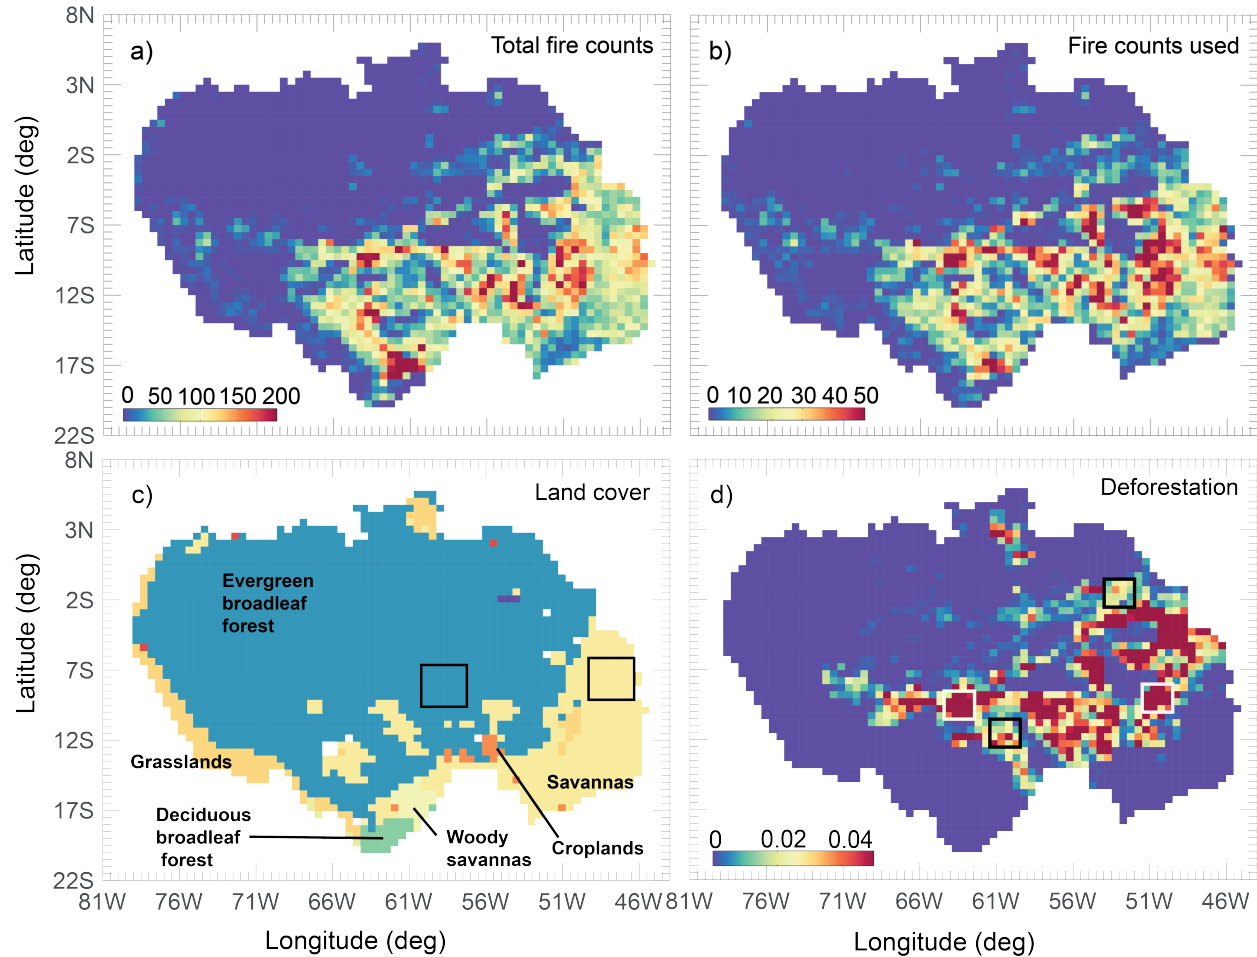 8N
3N
2S
7S
12S
17S
22S
Latitude (deg)
a)
Total fire counts
0 50 100 150 200
b)
Fire counts used
0 10 20 30 40 50
8N
3N
2S
7S
12S
17S
22S
Latitude (deg)
c)
Land cover
Evergreen
broadleaf
forest
Grasslands
Savannas
Deciduous
broadleaf
forest
Woody
savannas
Croplands
81W 76W 71W 66W 61W 56W 51W 46W
Longitude (deg)
d)
Deforestation
0 0.02 0.04
81W 76W 71W 66W 61W 56W 51W 46W
Longitude (deg)